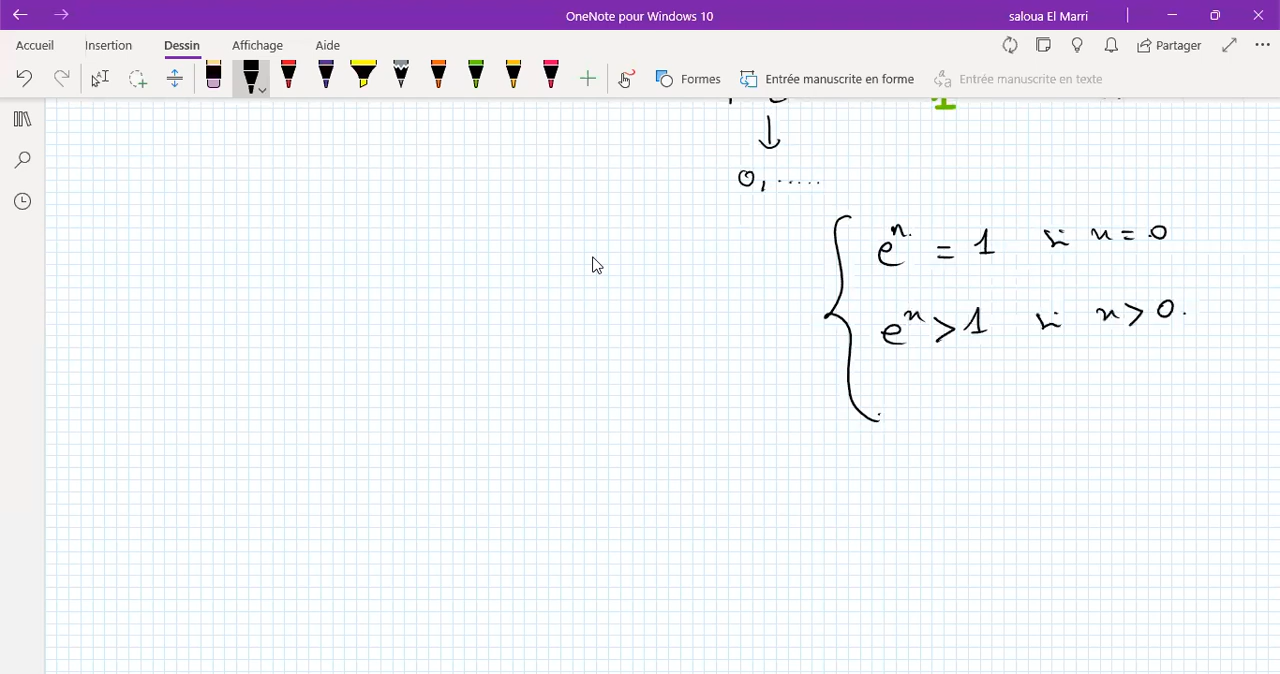 OneNote pour Windows 10
saloua El Marri
Accueil Insertion Dessin Affichage Aide
Partager
Formes Entrée manuscrite en forme Entrée manuscrite en texte
0, .....
e^x = 1 si x = 0
e^x > 1 si x > 0.